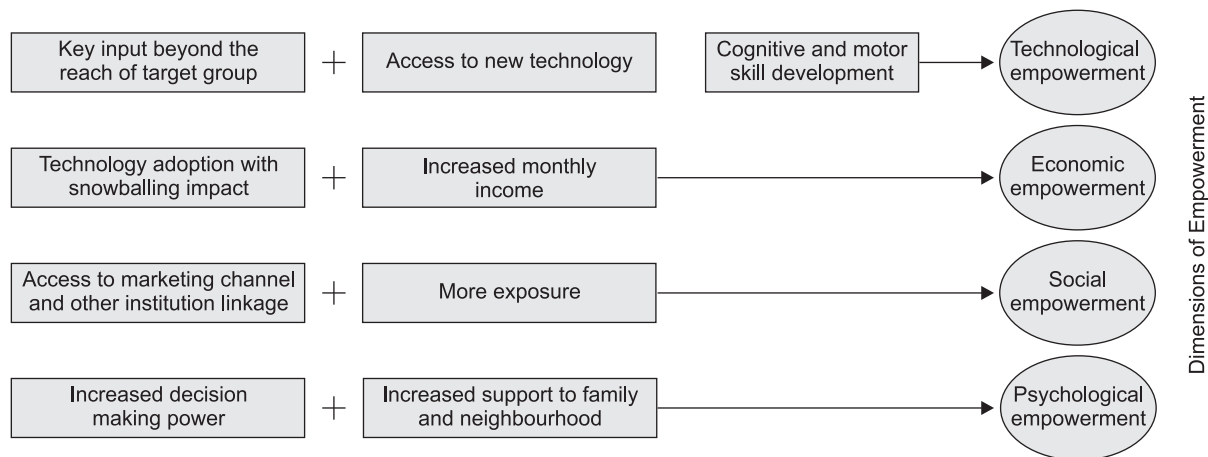 Key input beyond the
reach of target group
+
Access to new technology
Cognitive and motor
skill development
Technological
empowerment
Technology adoption with
snowballing impact
+
Increased monthly
income
Economic
empowerment
Access to marketing channel
and other institution linkage
+
More exposure
Social
empowerment
Increased decision
making power
+
Increased support to family
and neighbourhood
Psychological
empowerment
Dimensions of Empowerment